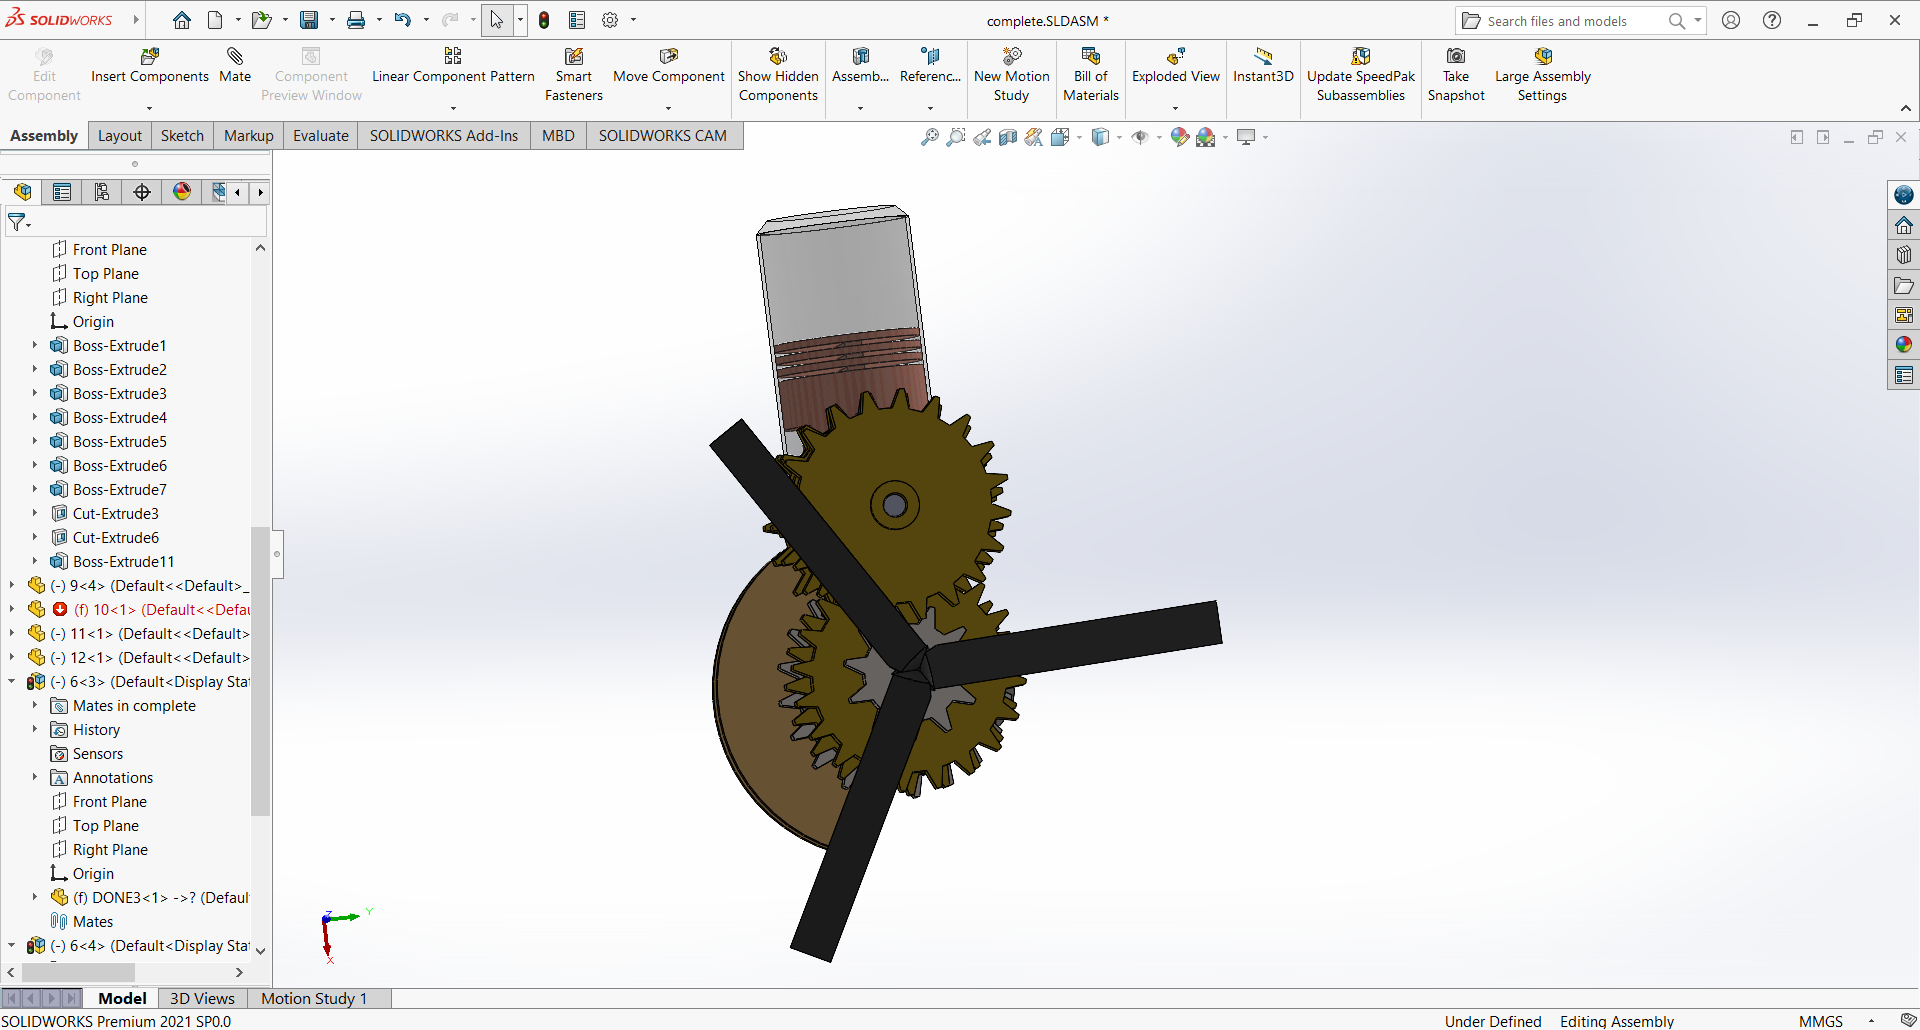 SOLIDWORKS
complete.SLDASM *
Search files and models
Edit Component
Insert Components
Mate
Component Preview Window
Linear Component Pattern
Smart Fasteners
Move Component
Show Hidden Components
Assemb...
Referenc...
New Motion Study
Bill of Materials
Exploded View
Instant3D
Update SpeedPak Subassemblies
Take Snapshot
Large Assembly Settings
Assembly
Layout
Sketch
Markup
Evaluate
SOLIDWORKS Add-Ins
MBD
SOLIDWORKS CAM
Front Plane
Top Plane
Right Plane
Origin
Boss-Extrude1
Boss-Extrude2
Boss-Extrude3
Boss-Extrude4
Boss-Extrude5
Boss-Extrude6
Boss-Extrude7
Cut-Extrude3
Cut-Extrude6
Boss-Extrude11
(-) 9<4> (Default<<Default>_
(f) 10<1> (Default<<Defau
(-) 11<1> (Default<<Default>
(-) 12<1> (Default<<Default>
(-) 6<3> (Default<Display Stat
Mates in complete
History
Sensors
Annotations
Front Plane
Top Plane
Right Plane
Origin
(f) DONE3<1> ->? (Defaul
Mates
(-) 6<4> (Default<Display Stat
Z
Y
X
Model
3D Views
Motion Study 1
SOLIDWORKS Premium 2021 SP0.0
Under Defined
Editing Assembly
MMGS